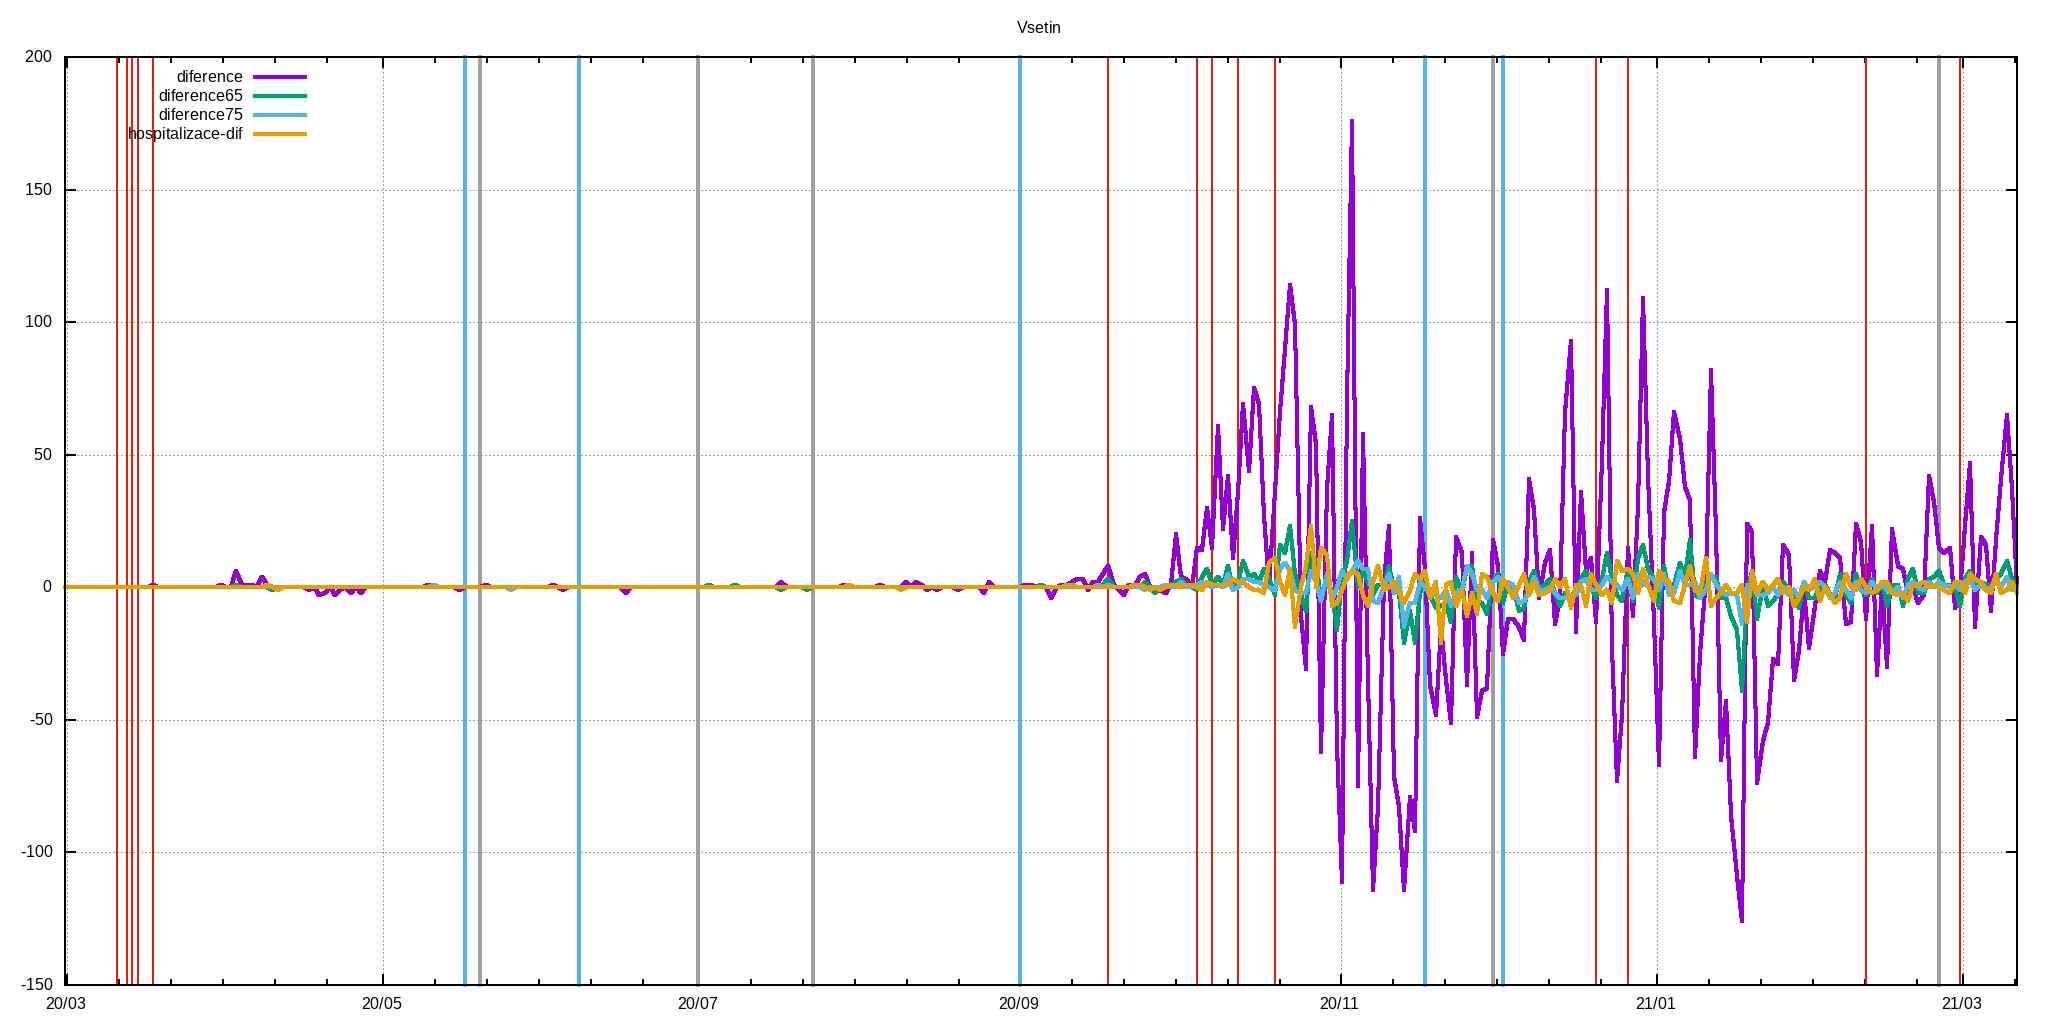 Vsetin
200
150
100
50
0
-50
-100
-150
diference
diference65
diference75
hospitalizace-dif
20/03 20/05 20/07 20/09 20/11 21/01 21/03